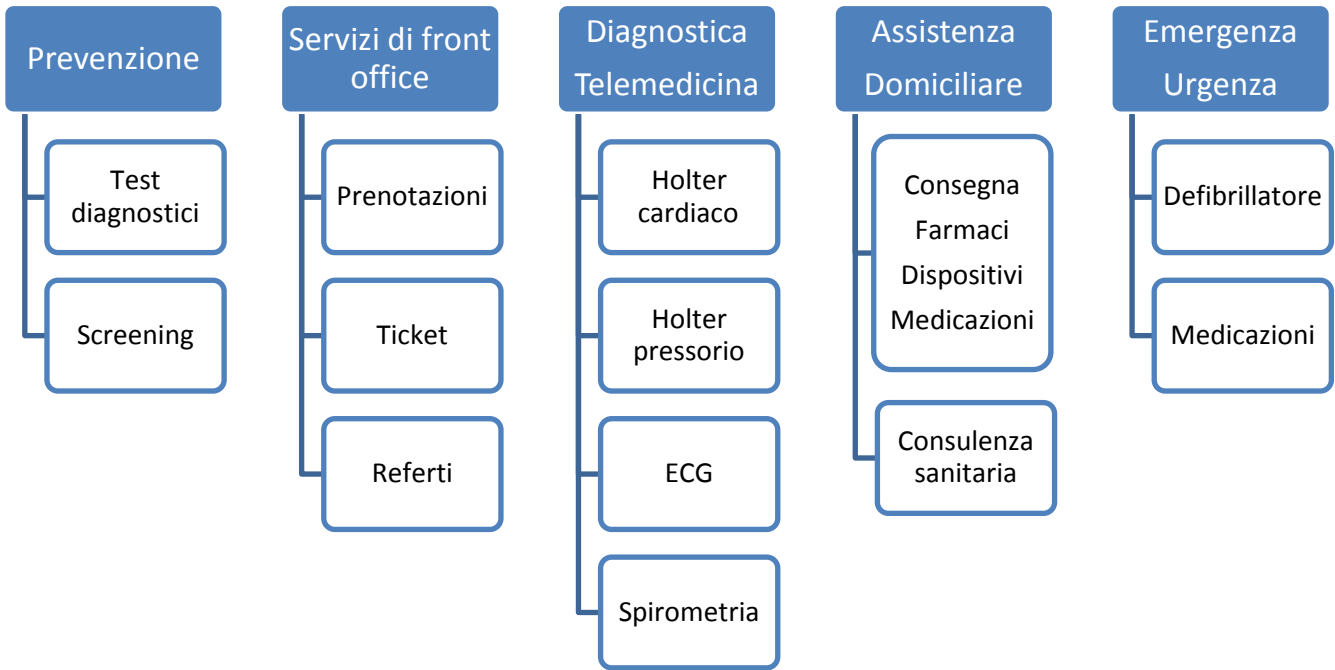 Prevenzione
Test
diagnostici
Screening
Servizi di front
office
Prenotazioni
Ticket
Referti
Diagnostica
Telemedicina
Holter
cardiaco
Holter
pressorio
ECG
Spirometria
Assistenza
Domiciliare
Consegna
Farmaci
Dispositivi
Medicazioni
Consulenza
sanitaria
Emergenza
Urgenza
Defibrillatore
Medicazioni